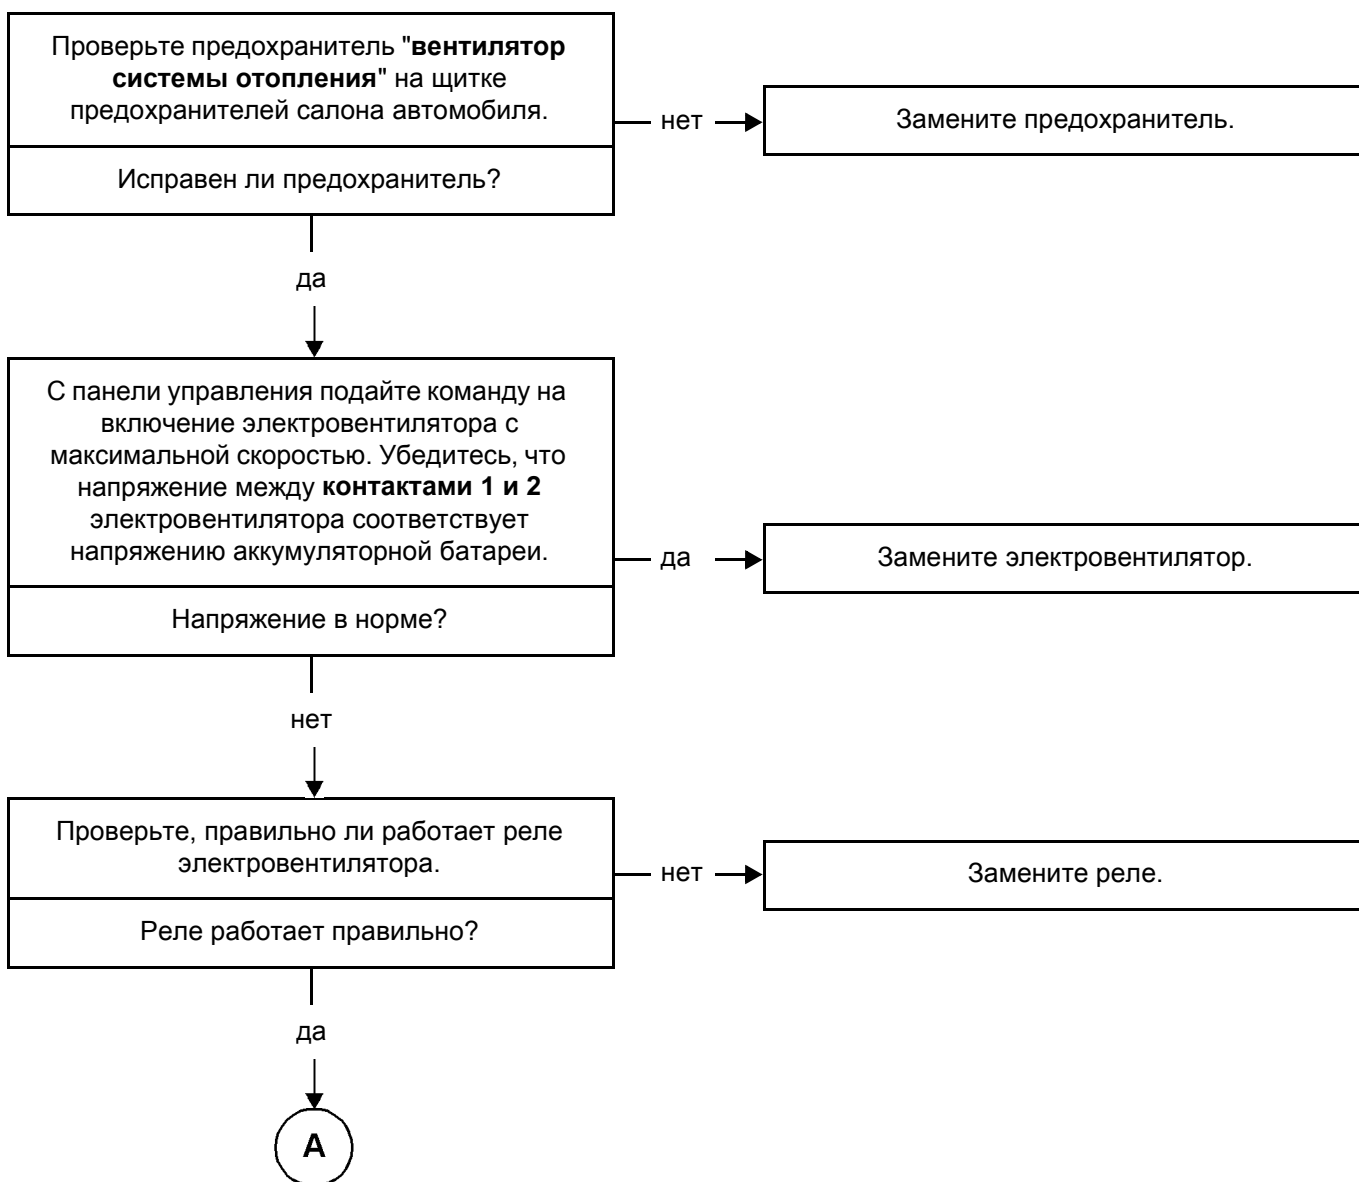 Проверьте предохранитель "вентилятор
системы отопления" на щитке
предохранителей салона автомобиля.
нет
Замените предохранитель.
Исправен ли предохранитель?
да
С панели управления подайте команду на
включение электровентилятора с
максимальной скоростью. Убедитесь, что
напряжение между контактами 1 и 2
электровентилятора соответствует
напряжению аккумуляторной батареи.
да
Замените электровентилятор.
Напряжение в норме?
нет
Проверьте, правильно ли работает реле
электровентилятора.
нет
Замените реле.
Реле работает правильно?
да
А